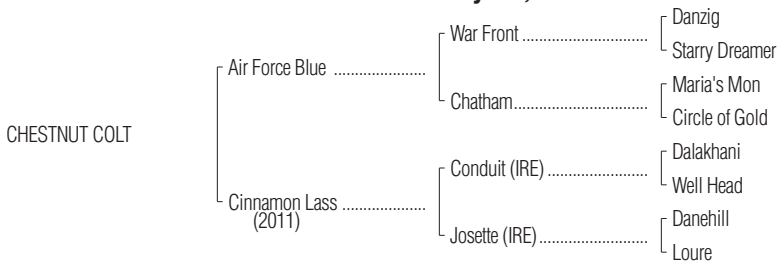 Danzig
War Front ..............................
Starry Dreamer
Air Force Blue ......................
Maria's Mon
Chatham................................
Circle of Gold
CHESTNUT COLT
Dalakhani
Conduit (IRE) ........................
Well Head
Cinnamon Lass ....................
(2011)
Danehill
Josette (IRE)..........................
Loure